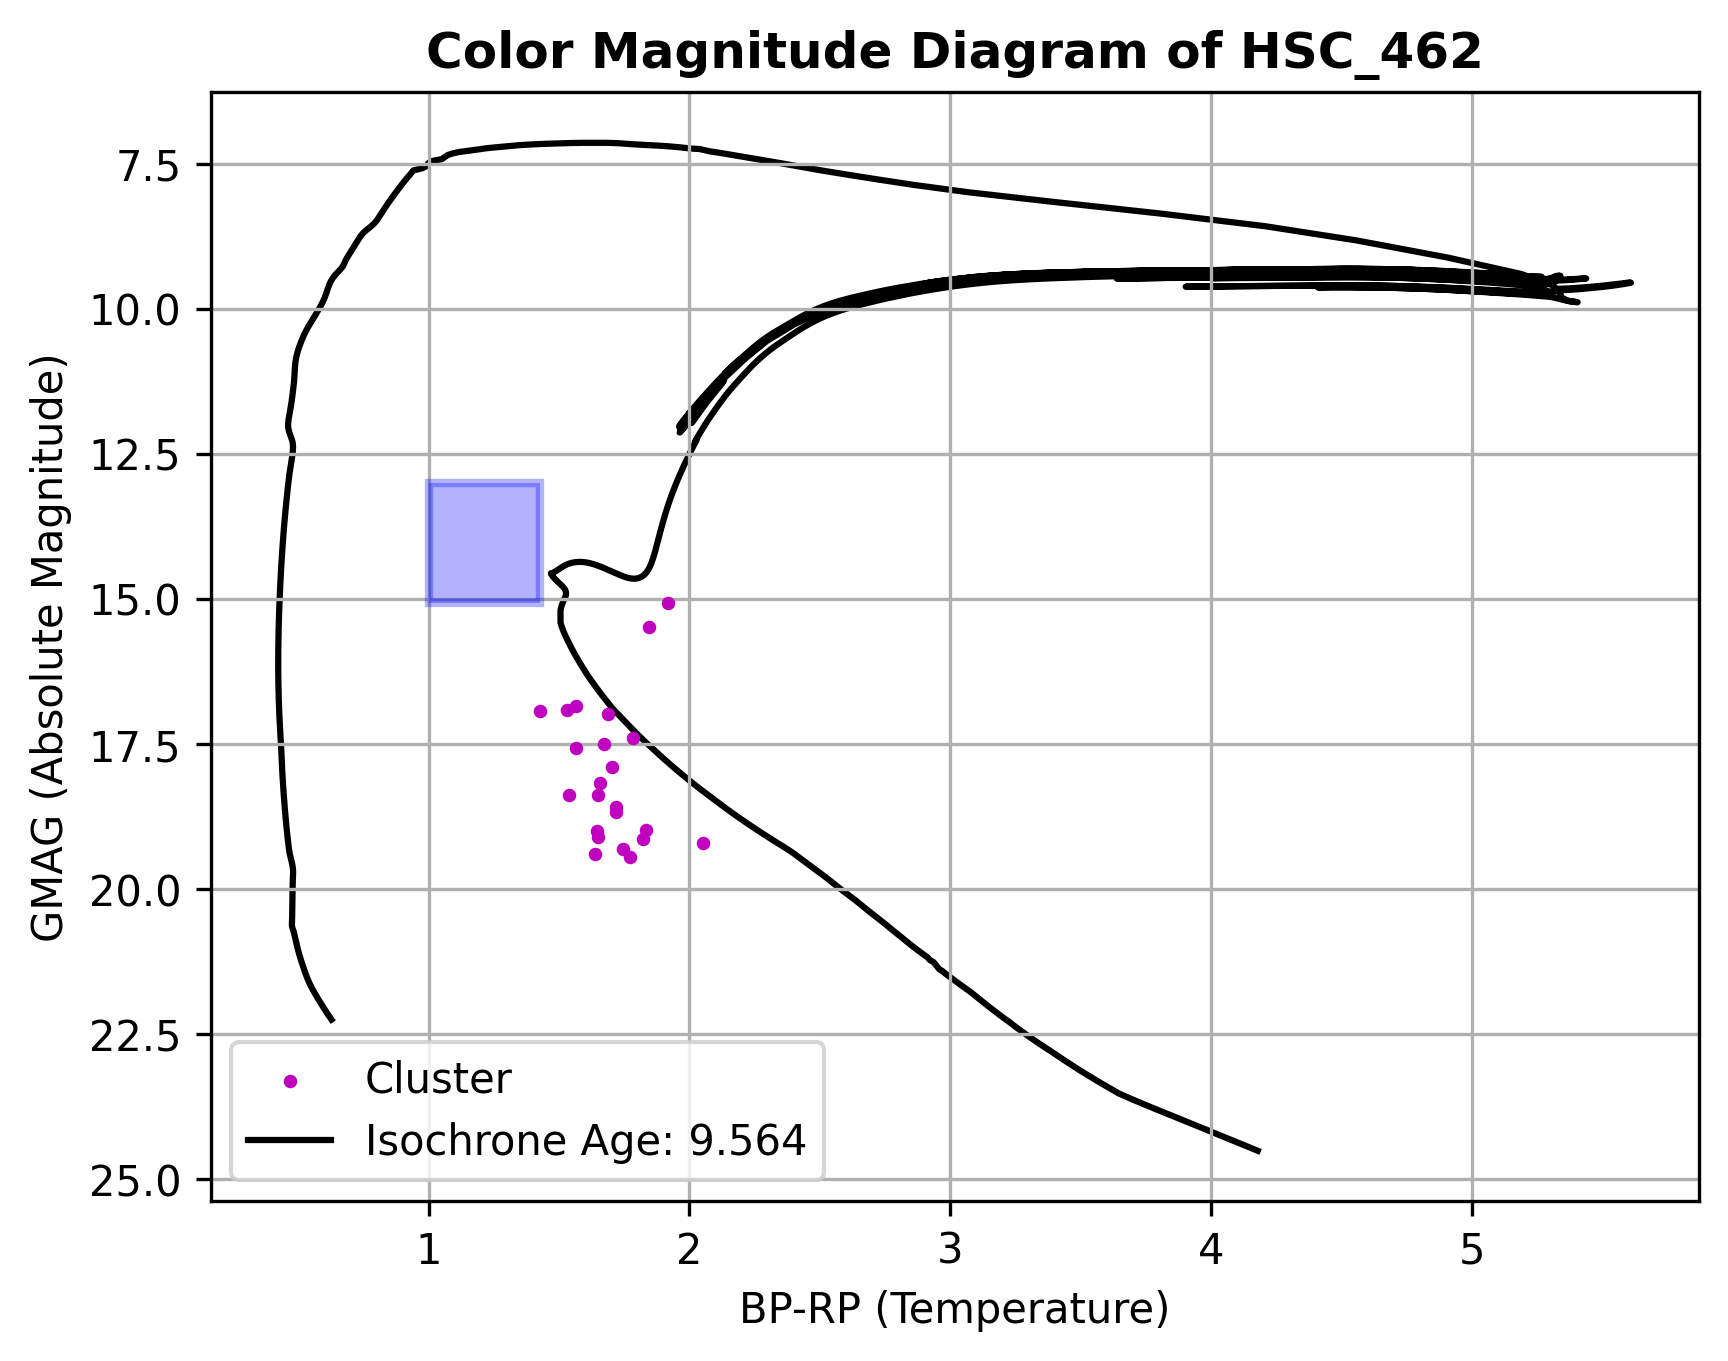 Color Magnitude Diagram of HSC_462
GMAG (Absolute Magnitude)
7.5
10.0
12.5
15.0
17.5
20.0
22.5
25.0
Cluster
Isochrone Age: 9.564
1 2 3 4 5
BP-RP (Temperature)